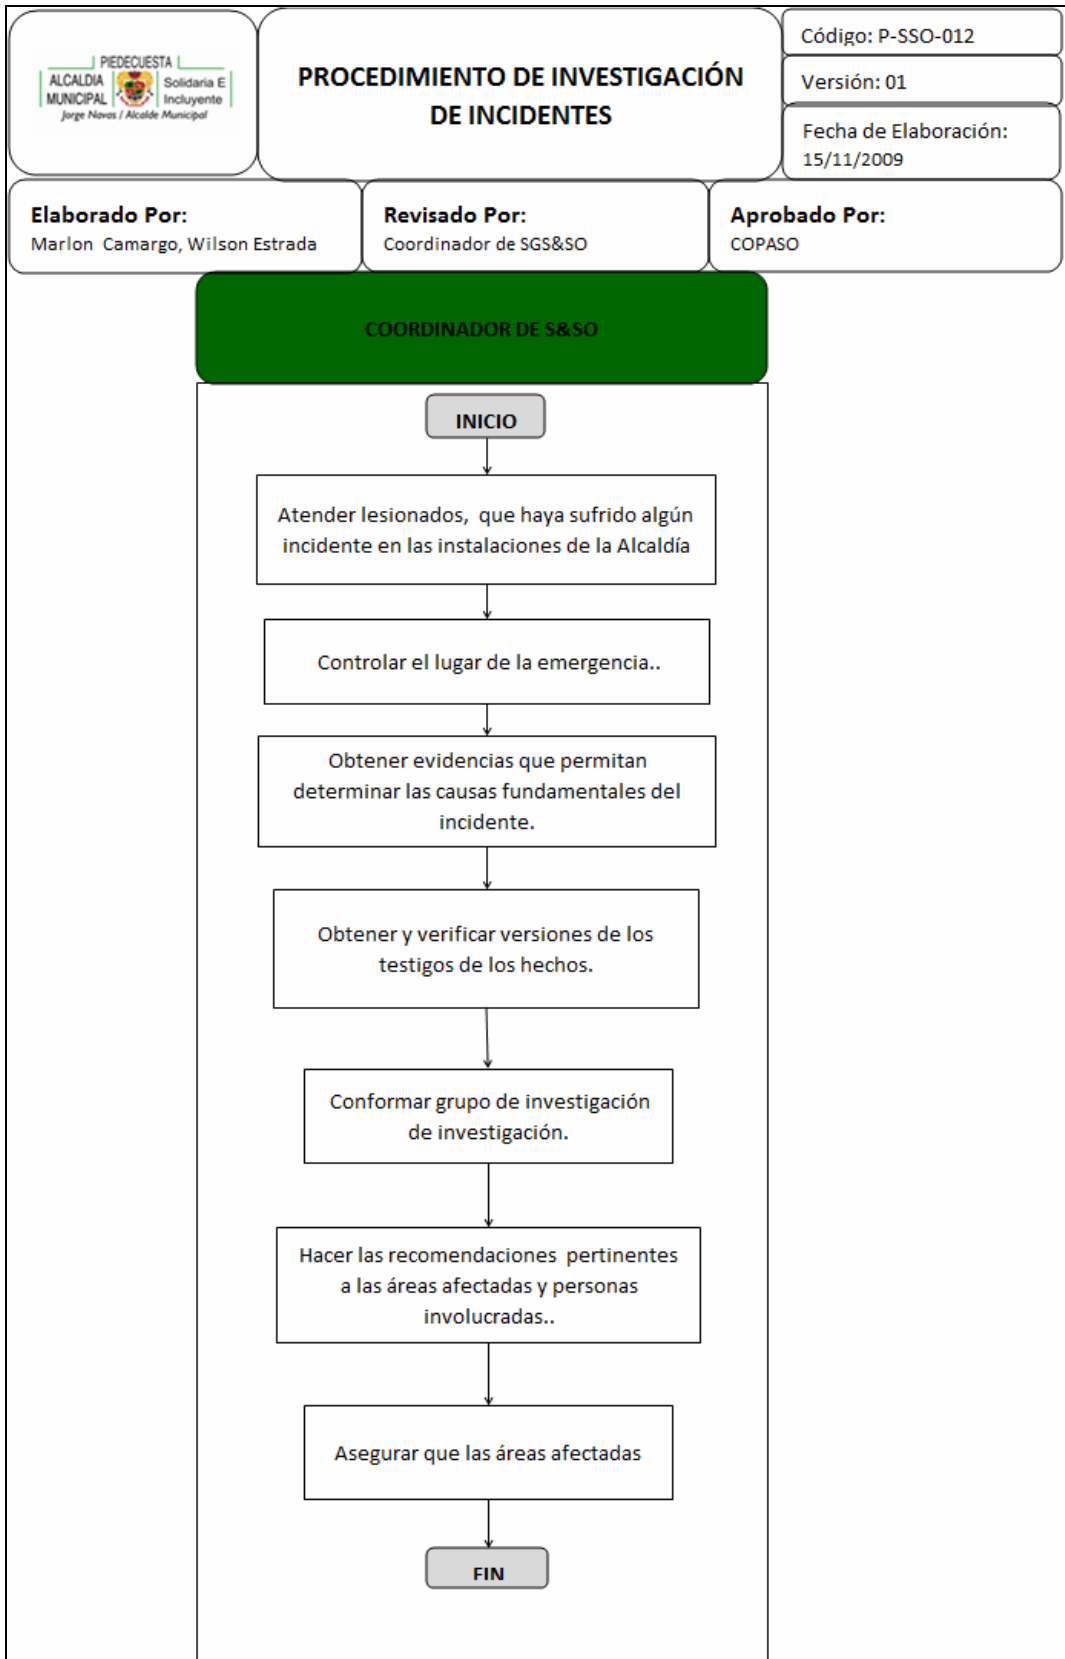 PIEDECUESTA
ALCALDIA
MUNICIPAL
Solidaria E
Incluyente
Jorge Navas / Alcalde Municipal
PROCEDIMIENTO DE INVESTIGACIÓN
DE INCIDENTES
Código: P-SSO-012
Versión: 01
Fecha de Elaboración:
15/11/2009
Elaborado Por:
Marlon Camargo, Wilson Estrada
Revisado Por:
Coordinador de SGS&SO
Aprobado Por:
COPASO
COORDINADOR DE S&SO
INICIO
Atender lesionados, que haya sufrido algún
incidente en las instalaciones de la Alcaldía
Controlar el lugar de la emergencia..
Obtener evidencias que permitan
determinar las causas fundamentales del
incidente.
Obtener y verificar versiones de los
testigos de los hechos.
Conformar grupo de investigación
de investigación.
Hacer las recomendaciones pertinentes
a las áreas afectadas y personas
involucradas..
Asegurar que las áreas afectadas
FIN